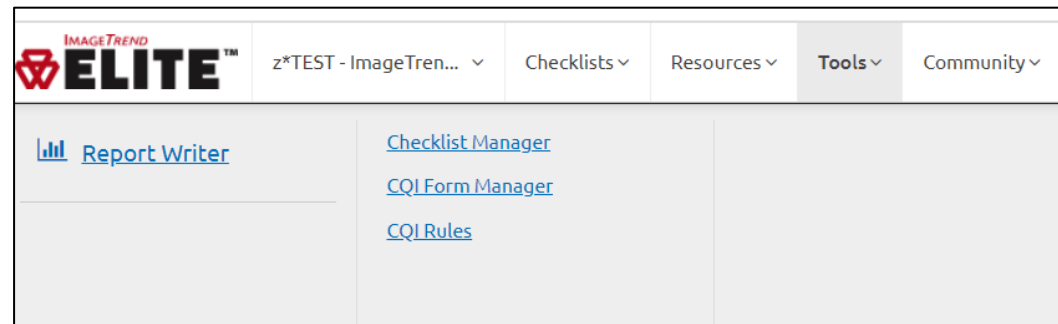 IMAGETREND
ELITE™
z*TEST - ImageTren...
Checklists
Resources
Tools
Community
Report Writer
Checklist Manager
CQI Form Manager
CQI Rules